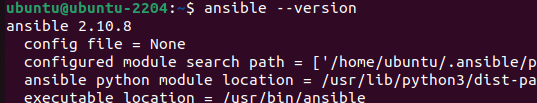 ubuntu@ubuntu-2204:~$ ansible --version
ansible 2.10.8
config file = None
configured module search path = ['/home/ubuntu/.ansible/p
ansible python module location = /usr/lib/python3/dist-pa
executable location = /usr/bin/ansible